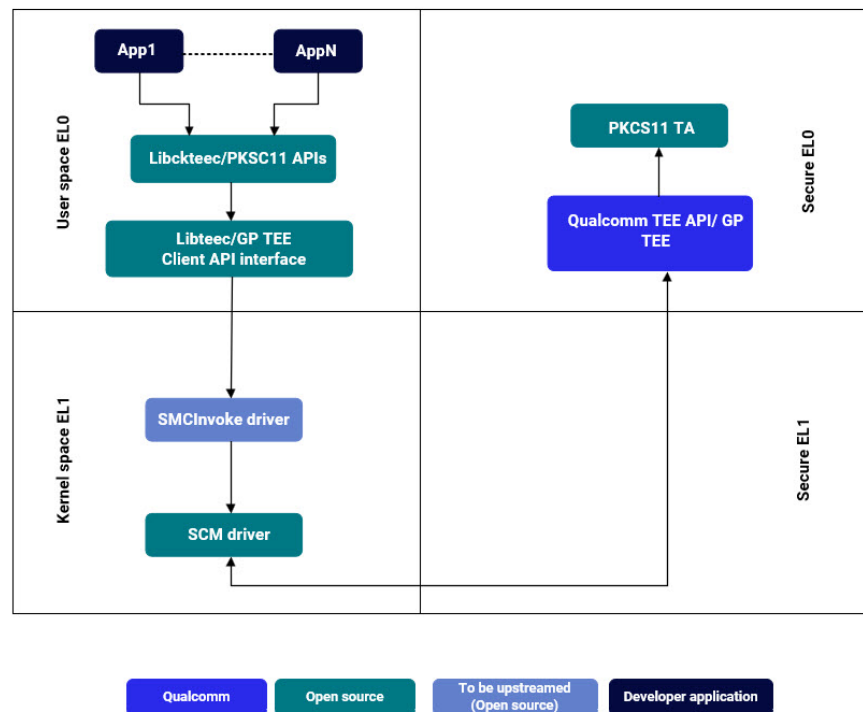 App1
AppN
User space EL0
Libckteec/PKSC11 APIs
Libteec/GP TEE
Client API interface
PKCS11 TA
Qualcomm TEE API/ GP
TEE
Secure EL0
Kernel space EL1
SMCInvoke driver
SCM driver
Secure EL1
Qualcomm
Open source
To be upstreamed
(Open source)
Developer application